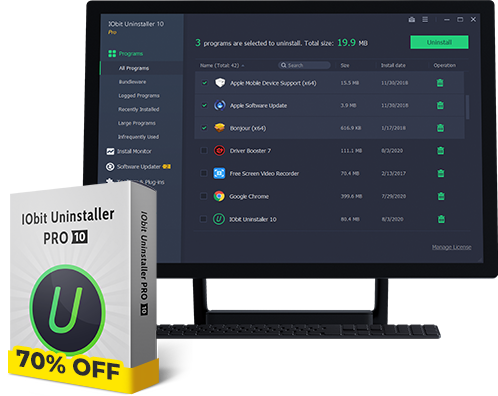 IObit Uninstaller 10
Pro
3 programs are selected to uninstall. Total size: 19.9 MB
Uninstall
Programs
All Programs
Bundleware
Logged Programs
Recently Installed
Large Programs
Infrequently Used
Install Monitor
Software Updater
Name (Total: 42)
Search
Size
Install date
Operation
Apple Mobile Device Support (x64) 15.5 MB 11/30/2018
Apple Software Update 3.9 MB 11/30/2018
Bonjour (x64) 616.9 KB 1/17/2018
Driver Booster 7 111.1 MB 8/3/2020
Free Screen Video Recorder 70.4 MB 2/13/2017
Google Chrome 399.6 MB 7/29/2020
IObit Uninstaller 10 80.4 MB 8/3/2020
Manage License
IObit Uninstaller
PRO 10
IObit Uninstaller PRO 10
U
70% OFF